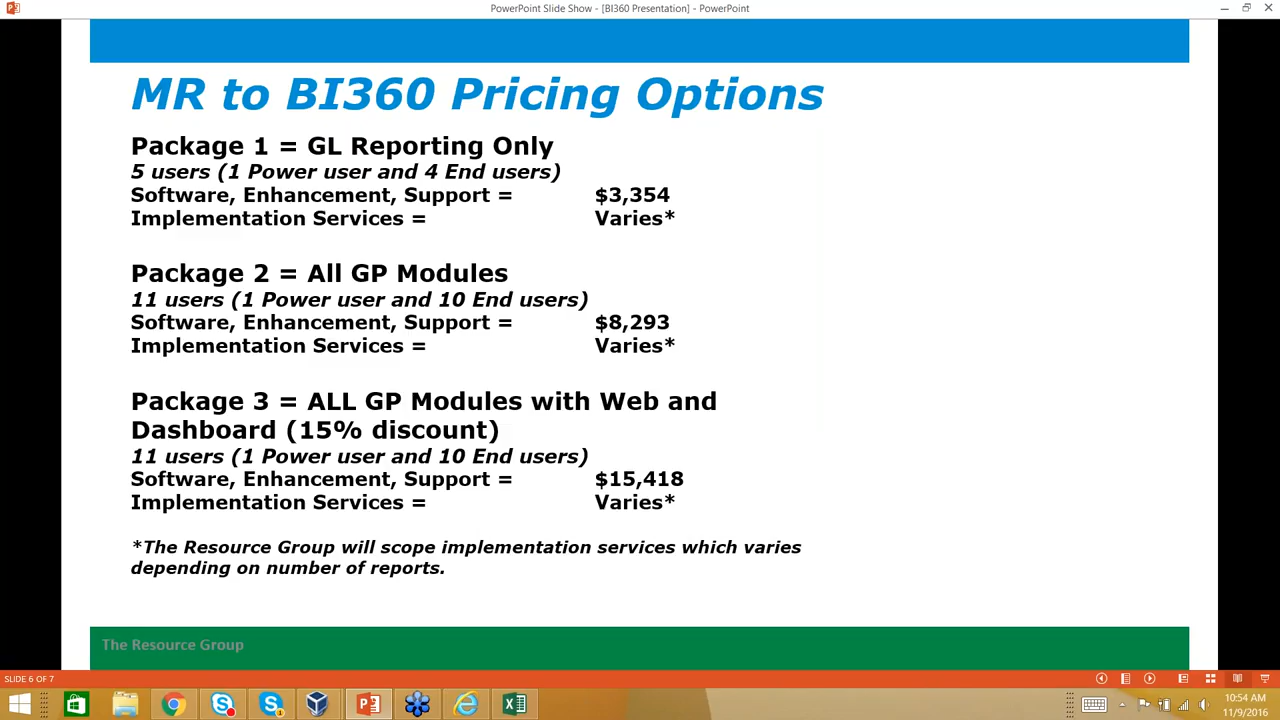 PowerPoint Slide Show - [BI360 Presentation] - PowerPoint
MR to BI360 Pricing Options
Package 1 = GL Reporting Only
5 users (1 Power user and 4 End users)
Software, Enhancement, Support = $3,354
Implementation Services = Varies*
Package 2 = All GP Modules
11 users (1 Power user and 10 End users)
Software, Enhancement, Support = $8,293
Implementation Services = Varies*
Package 3 = ALL GP Modules with Web and
Dashboard (15% discount)
11 users (1 Power user and 10 End users)
Software, Enhancement, Support = $15,418
Implementation Services = Varies*
*The Resource Group will scope implementation services which varies
depending on number of reports.
The Resource Group
SLIDE 6 OF 7
10:54 AM
11/9/2016